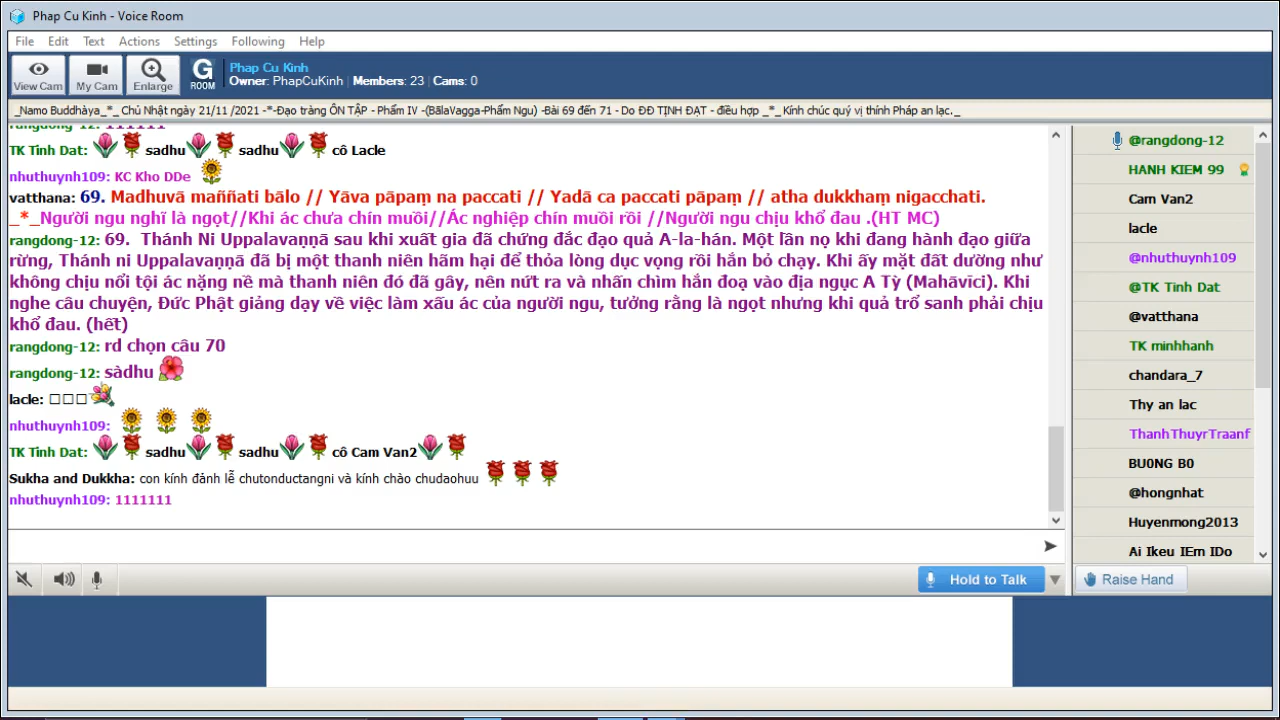 Phap Cu Kinh - Voice Room
File Edit Text Actions Settings Following Help
View Cam My Cam Enlarge G ROOM
Phap Cu Kinh
Owner: PhapCuKinh | Members: 23 | Cams: 0
_Namo Buddhàya_*_ Chủ Nhật ngày 21/11 /2021 -*-Đạo tràng ÔN TẬP - Phẩm IV -(BãlaVagga-Phẩm Ngu) -Bài 69 đến 71 - Do ĐĐ TỊNH ĐẠT - điều hợp _*_ Kính chúc quý vị thính Pháp an lạc._
rangdong-12: 1111111
TK Tinh Dat: sadhu sadhu cô Lacle
nhuthuynh109: KC Kho DDe
vatthana: 69. Madhuvā maññati bālo // Yāva pāpaṃ na paccati // Yadā ca paccati pāpaṃ // atha dukkhaṃ nigacchati.
_*_Người ngu nghĩ là ngọt//Khi ác chưa chín muồi//Ác nghiệp chín muồi rồi //Người ngu chịu khổ đau .(HT MC)
rangdong-12: 69. Thánh Ni Uppalavaṇṇā sau khi xuất gia đã chứng đắc đạo quả A-la-hán. Một lần nọ khi đang hành đạo giữa
rừng, Thánh ni Uppalavaṇṇā đã bị một thanh niên hãm hại để thỏa lòng dục vọng rồi hắn bỏ chạy. Khi ấy mặt đất dường như
không chịu nổi tội ác nặng nề mà thanh niên đó đã gây, nên nứt ra và nhấn chìm hắn đoạ vào địa ngục A Tỳ (Mahāvīci). Khi
nghe câu chuyện, Đức Phật giảng dạy về việc làm xấu ác của người ngu, tưởng rằng là ngọt nhưng khi quả trổ sanh phải chịu
khổ đau. (hết)
rangdong-12: rd chọn câu 70
rangdong-12: sàdhu
lacle: □□□
nhuthuynh109:
TK Tinh Dat: sadhu sadhu cô Cam Van2
Sukha and Dukkha: con kính đảnh lễ chutonductangni và kính chào chudaohuu
nhuthuynh109: 1111111
Hold to Talk
@rangdong-12
HANH KIEM 99
Cam Van2
lacle
@nhuthuynh109
@TK Tinh Dat
@vatthana
TK minhhanh
chandara_7
Thy an lac
ThanhThuyrTraanf
BU0NG B0
@hongnhat
Huyenmong2013
Ai Ikeu IEm IDo
Raise Hand